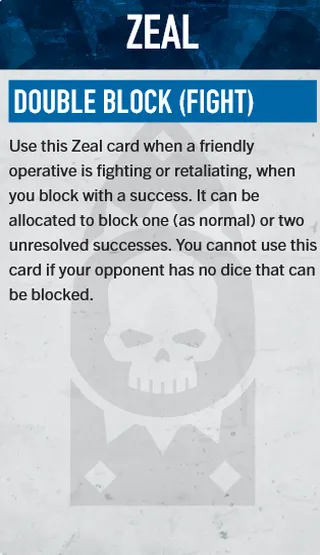 ZEAL
DOUBLE BLOCK (FIGHT)
Use this Zeal card when a friendly
operative is fighting or retaliating, when
you block with a success. It can be
allocated to block one (as normal) or two
unresolved successes. You cannot use this
card if your opponent has no dice that can
be blocked.